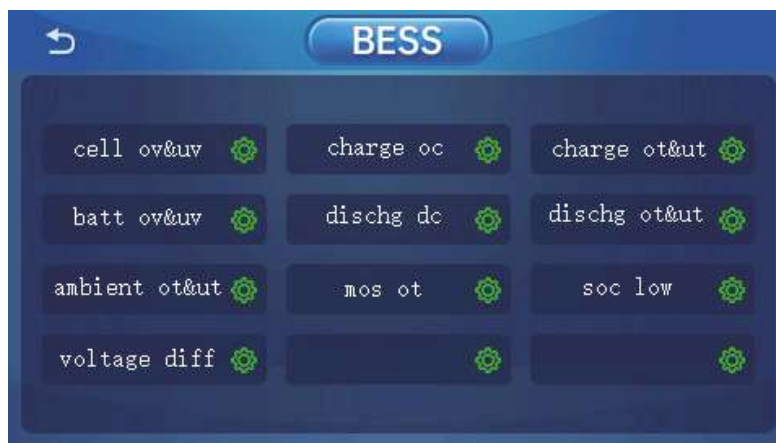 BESS
cell ov&uv
charge oc
charge ot&ut
batt ov&uv
dischg dc
dischg ot&ut
ambient ot&ut
mos ot
soc low
voltage diff